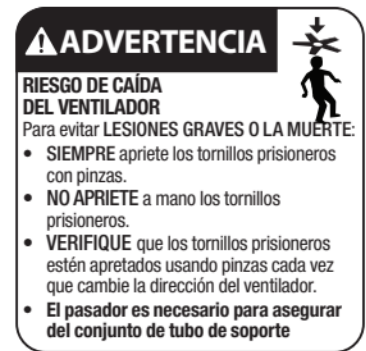 ADVERTENCIA
RIESGO DE CAÍDA
DEL VENTILADOR
Para evitar LESIONES GRAVES O LA MUERTE:
• SIEMPRE apriete los tornillos prisioneros
con pinzas.
• NO APRIETE a mano los tornillos
prisioneros.
• VERIFIQUE que los tornillos prisioneros
estén apretados usando pinzas cada vez
que cambie la dirección del ventilador.
• El pasador es necesario para asegurar
del conjunto de tubo de soporte